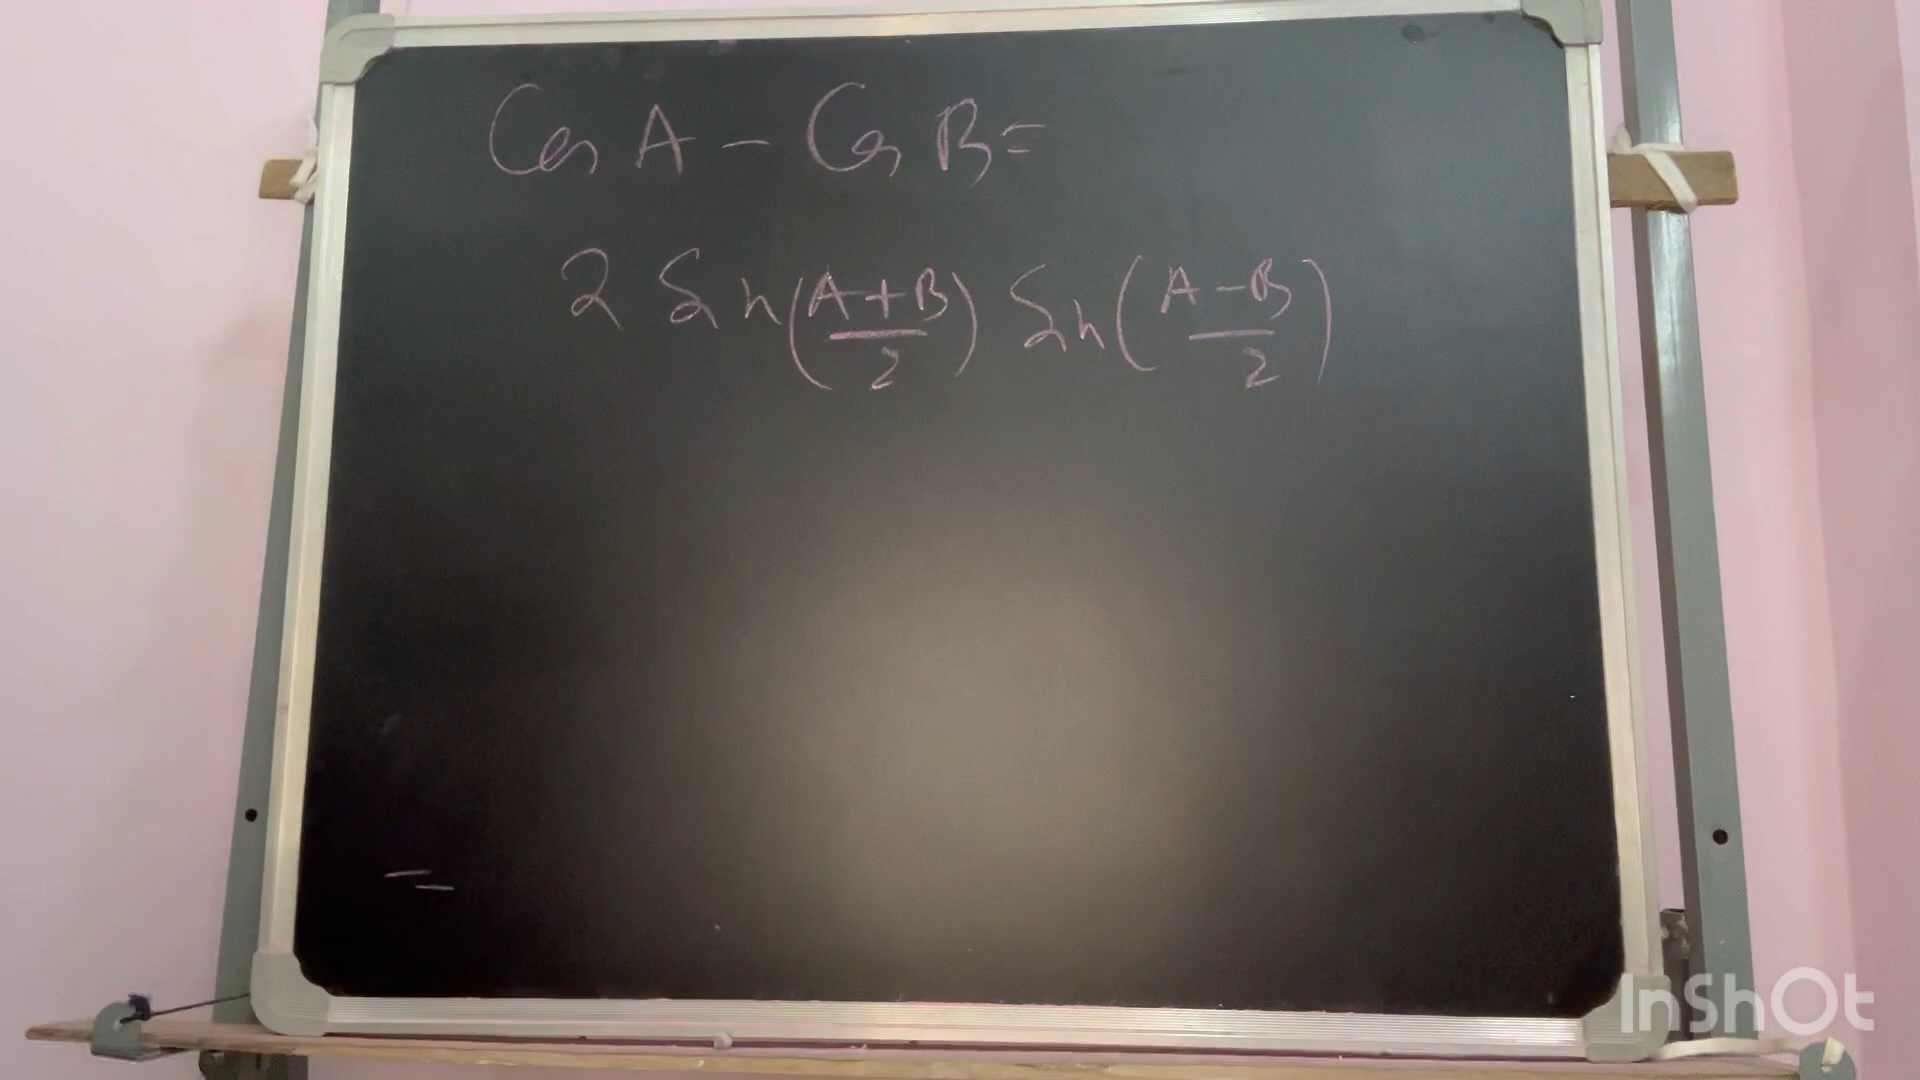 Cos A - Cos B =
2 Sin (A+B/2) Sin (A-B/2)
InShOt